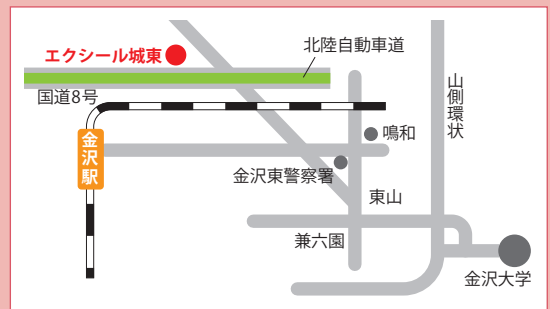 エクシール城東
北陸自動車道
国道8号
山側環状
金沢駅
鳴和
金沢東警察署
東山
兼六園
金沢大学